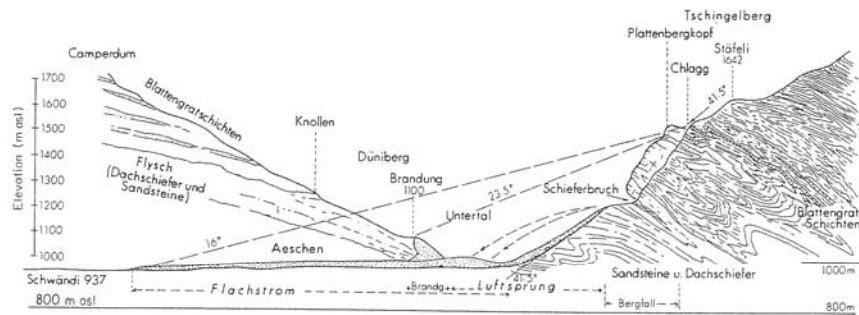 Tschingelberg
Plattenbergkopf
Stäfeli
1642
Camperdun
Chlagg
41.5°
1700
1600
1500
1400
1300
1200
1100
1000
Elevation (m asl)
Blattengratschichten
Knollen
Flysch
(Dachschiefer und
Sandsteine)
Düniberg
Brandung
1100
23.5°
Schieferbruch
Untertal
16°
Aeschen
(Blattengrat
Schichten
1000m
Schwändi 937
800 m asl
Flachstrom
Brandg
Luftsprung
41.5°
Sandsteine u. Dachschiefer
Bergfall
800m